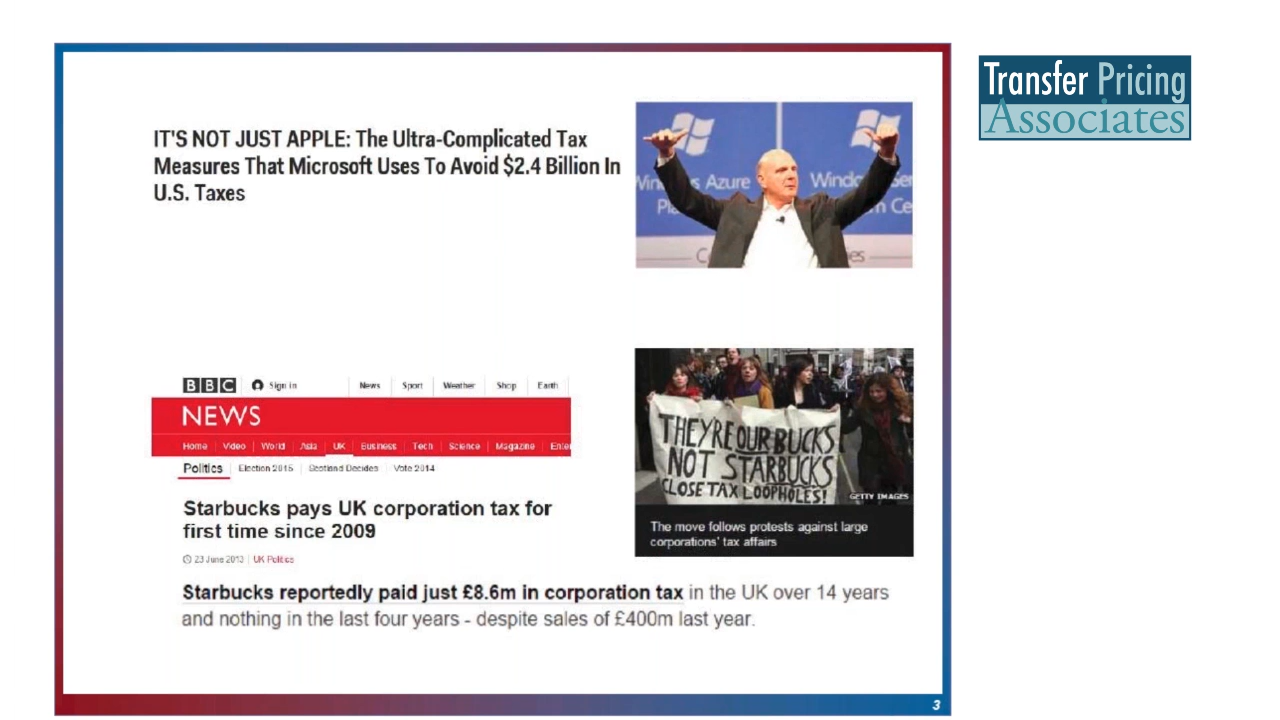 Transfer Pricing
Associates
IT'S NOT JUST APPLE: The Ultra-Complicated Tax
Measures That Microsoft Uses To Avoid $2.4 Billion In
U.S. Taxes
Windows Azure
Window
BBC Sign in News Sport Weather Shop Earth
NEWS
Home Video World Asia UK Business Tech Science Magazine Enter
Politics Election 2015 Scotland Decides Vote 2014
Starbucks pays UK corporation tax for
first time since 2009
23 June 2013 UK Politics
THEY'RE OUR BUCKS
NOT STARBUCKS
CLOSE TAX LOOPHOLES!
GETTY IMAGES
The move follows protests against large
corporations' tax affairs
Starbucks reportedly paid just £8.6m in corporation tax in the UK over 14 years
and nothing in the last four years - despite sales of £400m last year.
3